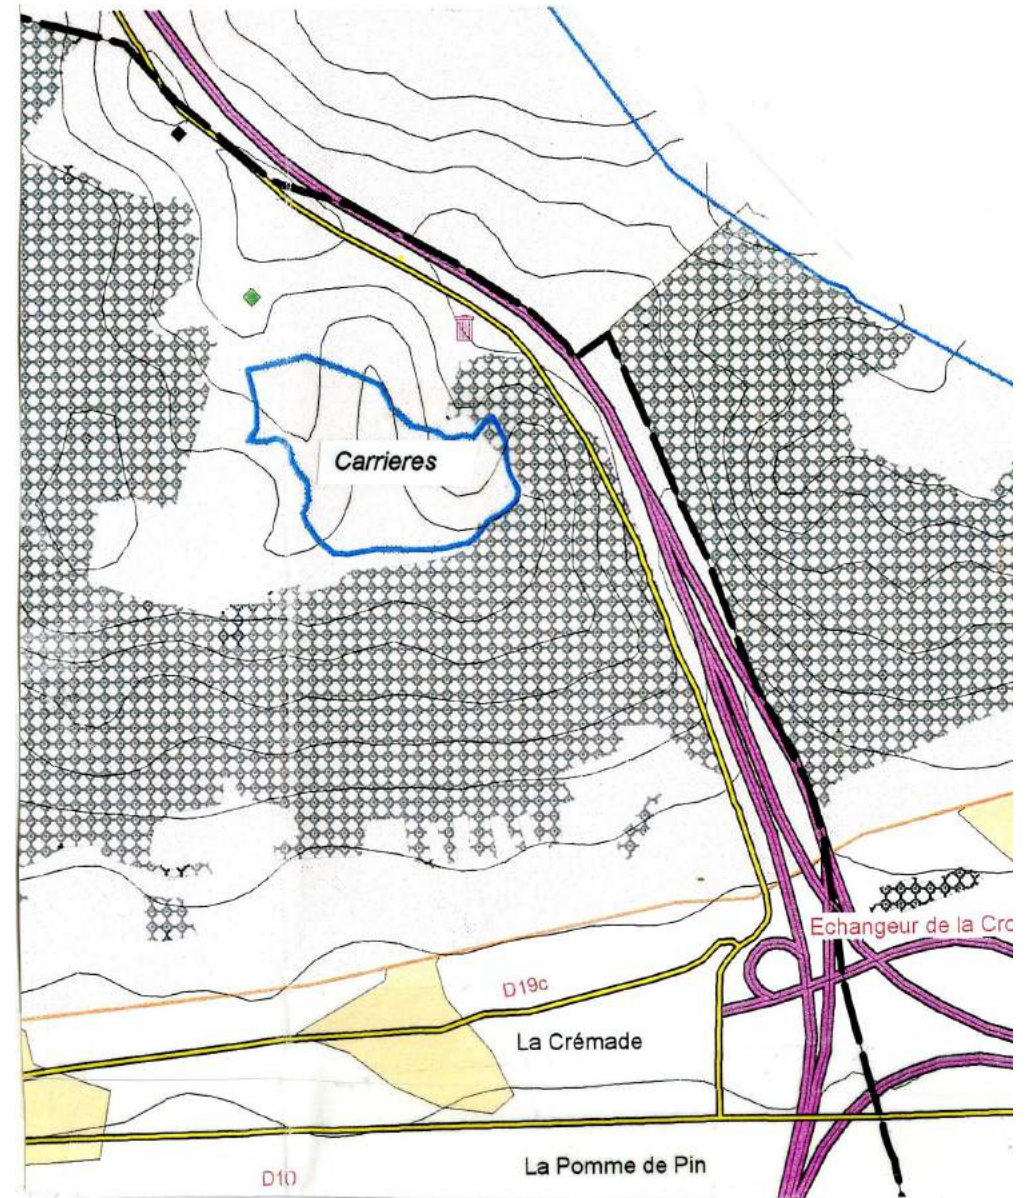 Carrieres
Echangeur de la Cro
D19c
La Crémade
La Pomme de Pin
D10